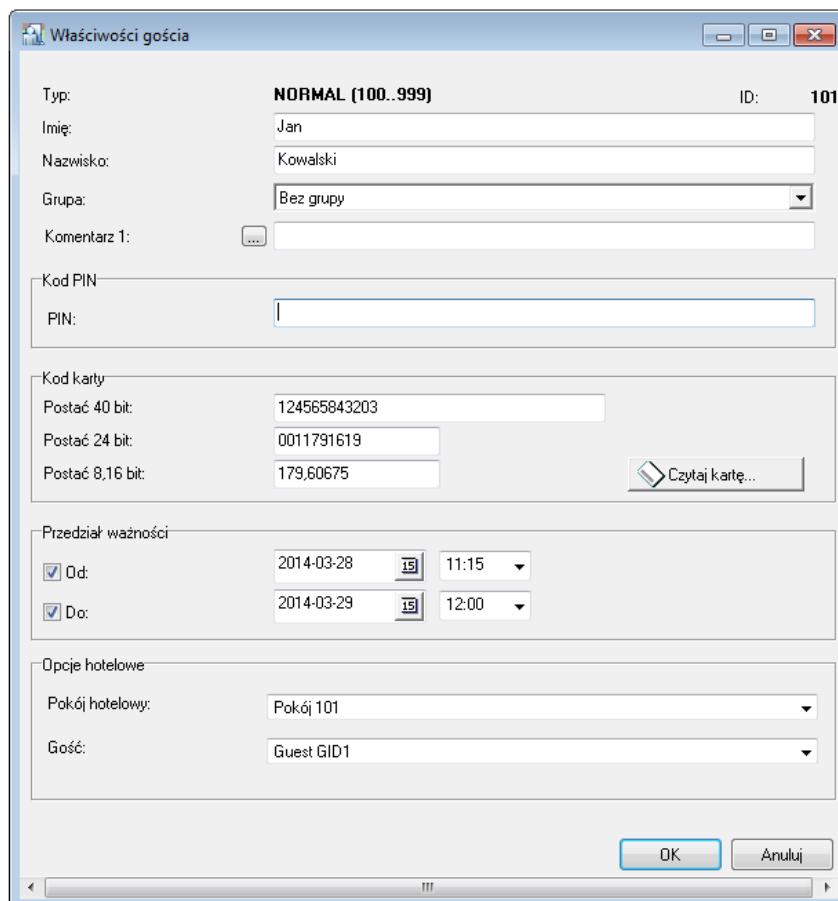 Właściwości gościa
Typ: NORMAL (100..999) ID: 101
Imię: Jan
Nazwisko: Kowalski
Grupa: Bez grupy
Komentarz 1: ...
Kod PIN
PIN:
Kod karty
Postać 40 bit: 124565843203
Postać 24 bit: 0011791619
Postać 8,16 bit: 179,60675 Czytaj kartę...
Przedział ważności
Od: 2014-03-28 15 11:15
Do: 2014-03-29 15 12:00
Opcje hotelowe
Pokój hotelowy: Pokój 101
Gość: Guest GID1
OK Anuluj